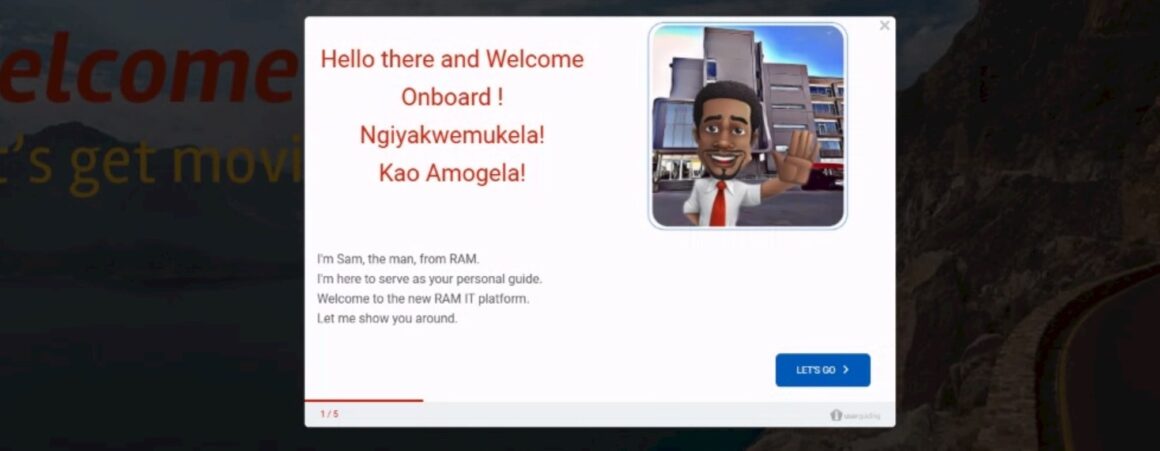 elcome
t's get movi
Hello there and Welcome
Onboard !
Ngiyakwemukela!
Kao Amogela!
I'm Sam, the man, from RAM.
I'm here to serve as your personal guide.
Welcome to the new RAM IT platform.
Let me show you around.
LET'S GO
1 / 5
userguiding